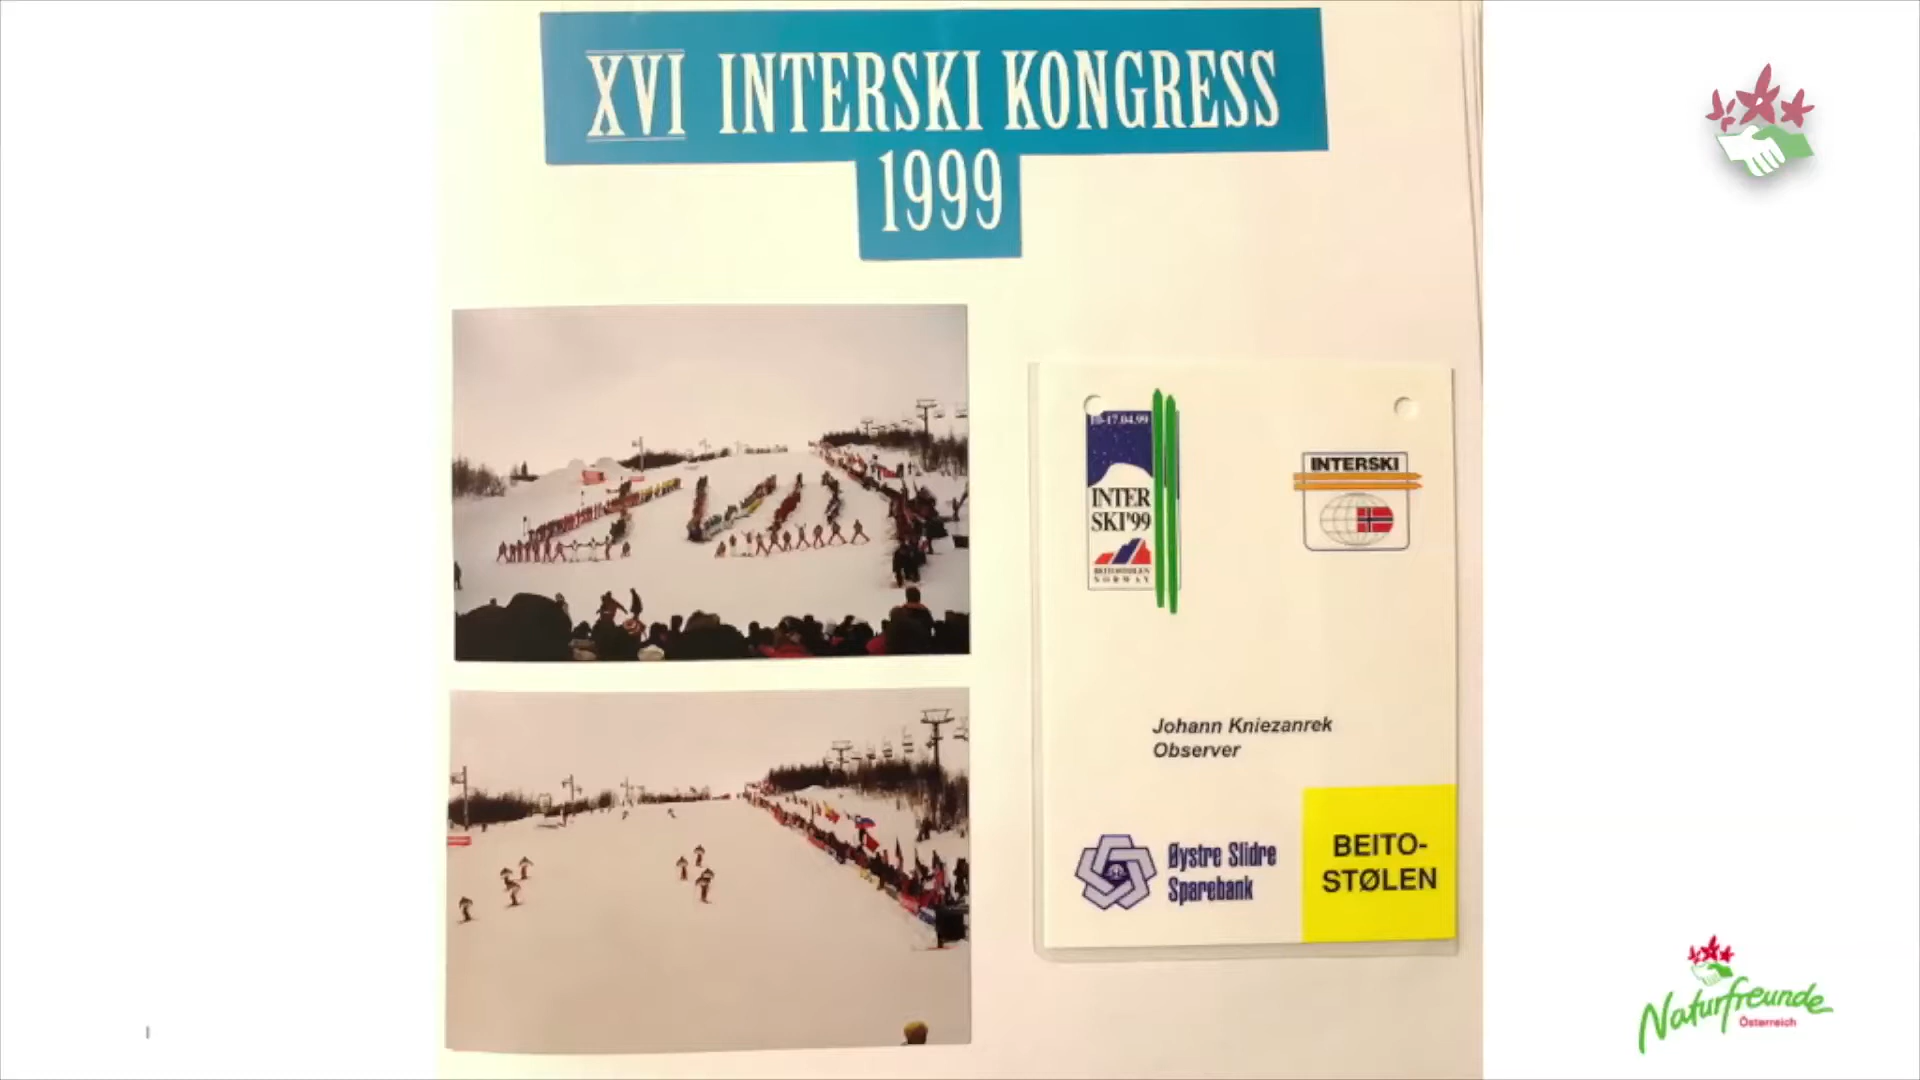 XVI INTERSKI KONGRESS
1999
10-17.04.99
INTER
SKI'99
BEITOSTØLEN
NORWAY
INTERSKI
Johann Kniezanrek
Observer
Øystre Slidre
Sparebank
BEITO-
STØLEN
Naturfreunde
Österreich